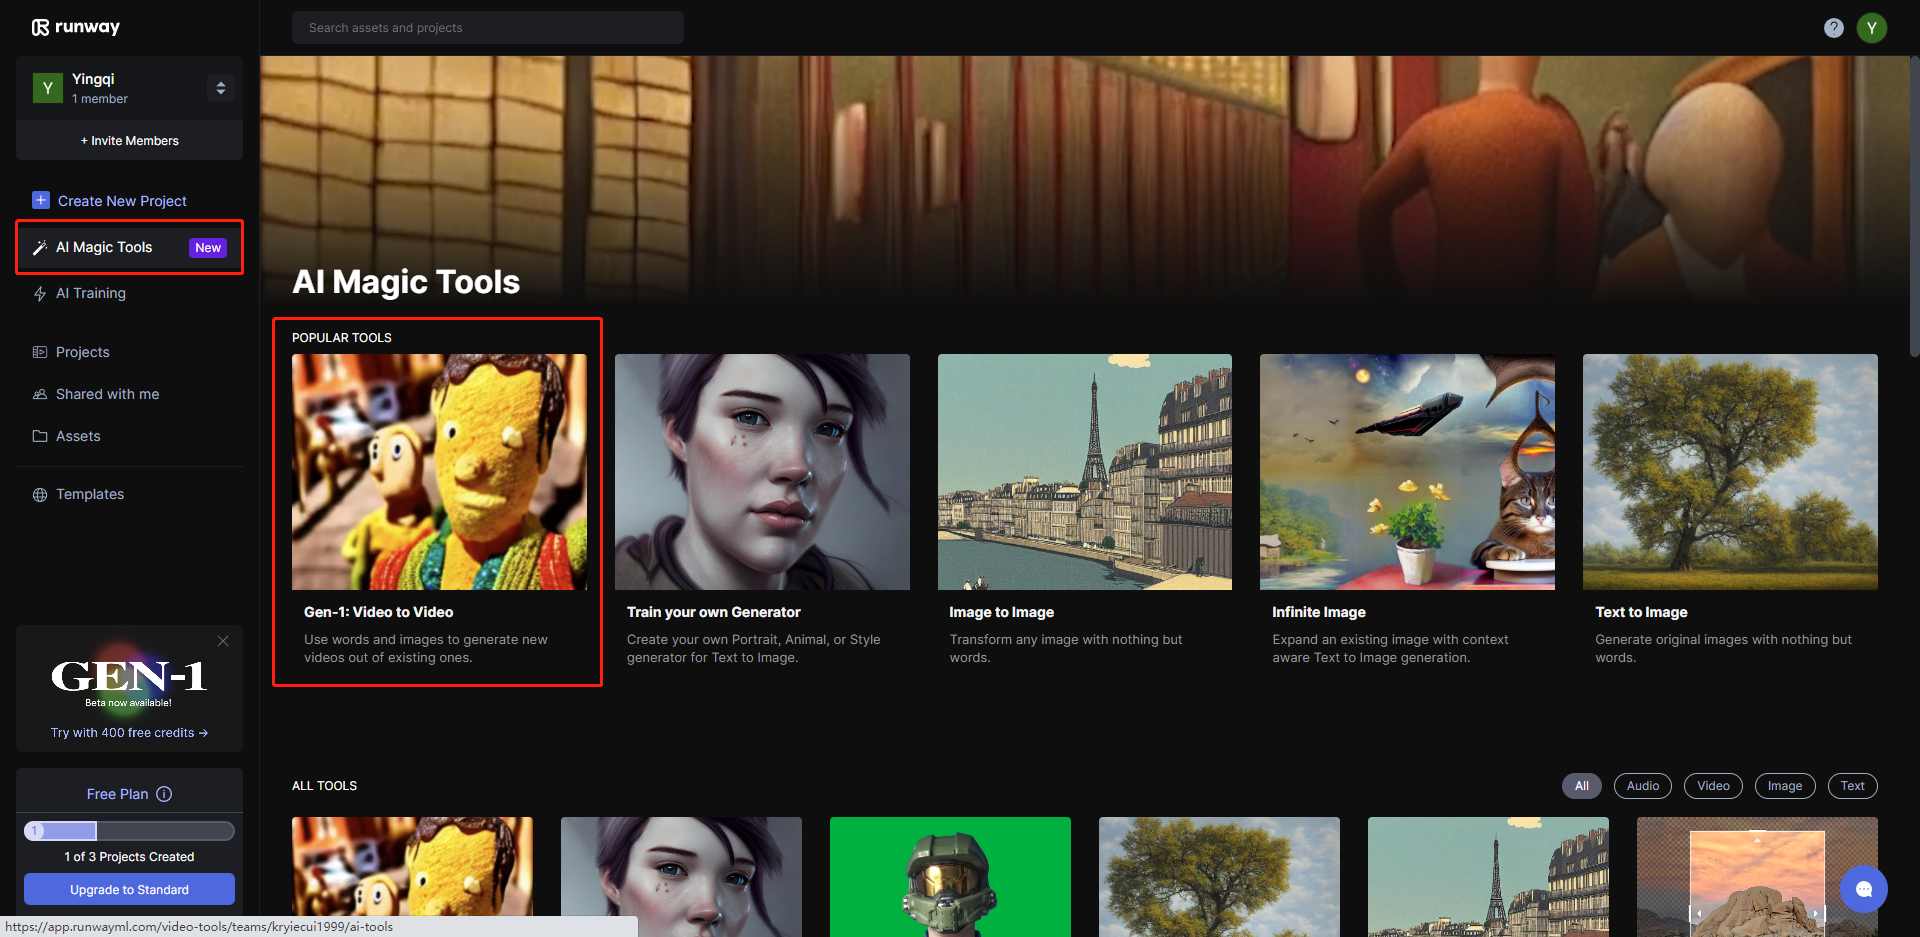 runway
Search assets and projects
?
Y
Y
Yingqi
1 member
+ Invite Members
+ Create New Project
AI Magic Tools New
AI Training
Projects
Shared with me
Assets
Templates
GEN-1
Beta now available!
Try with 400 free credits →
Free Plan
1
1 of 3 Projects Created
Upgrade to Standard
AI Magic Tools
POPULAR TOOLS
Gen-1: Video to Video
Use words and images to generate new
videos out of existing ones.
Train your own Generator
Create your own Portrait, Animal, or Style
generator for Text to Image.
Image to Image
Transform any image with nothing but
words.
Infinite Image
Expand an existing image with context
aware Text to Image generation.
Text to Image
Generate original images with nothing but
words.
ALL TOOLS
All Audio Video Image Text
https://app.runwayml.com/video-tools/teams/kryiecui1999/ai-tools